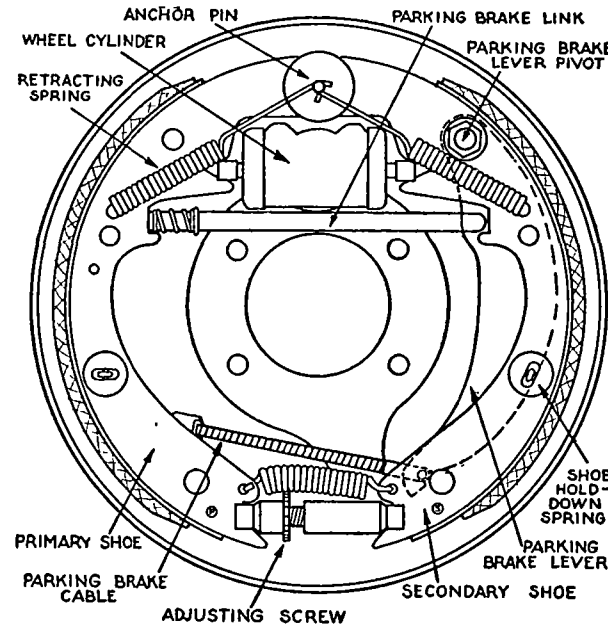 ANCHOR PIN
WHEEL CYLINDER
RETRACTING
SPRING
PARKING BRAKE LINK
PARKING BRAKE
LEVER PIVOT
SHOE
HOLD-
DOWN
SPRING
PARKING
BRAKE LEVER
SECONDARY SHOE
PRIMARY SHOE
PARKING BRAKE
CABLE
ADJUSTING SCREW